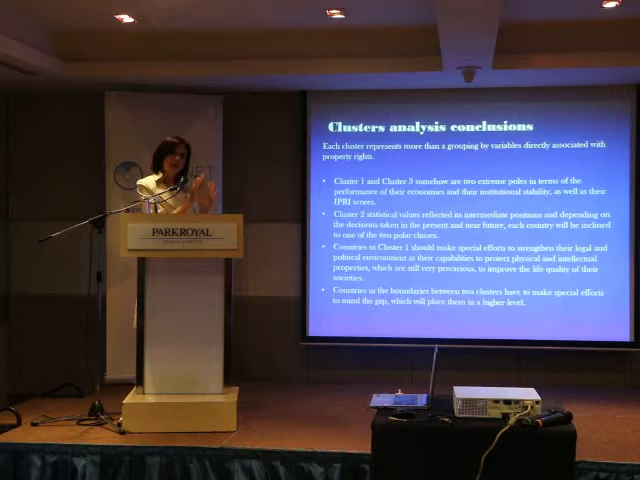 Clusters analysis conclusions
Each cluster represents more than a grouping by variables directly associated with
property rights.
• Cluster 1 and Cluster 3 somehow are two extreme poles in terms of the
performance of their economies and their institutional stability, as well as their
IPRI scores.
• Cluster 2 statistical values reflected its intermediate positions and depending on
the decisions taken in the present and near future, each country will be inclined
to one of the two polar classes.
• Countries in Cluster 1 should make special efforts to strengthen their legal and
political environment as their capabilities to protect physical and intellectual
properties, which are still very precarious, to improve the life quality of their
societies.
• Countries in the boundaries between two clusters have to make special efforts
to mind the gap, which will place them in a higher level.
PARKROYAL